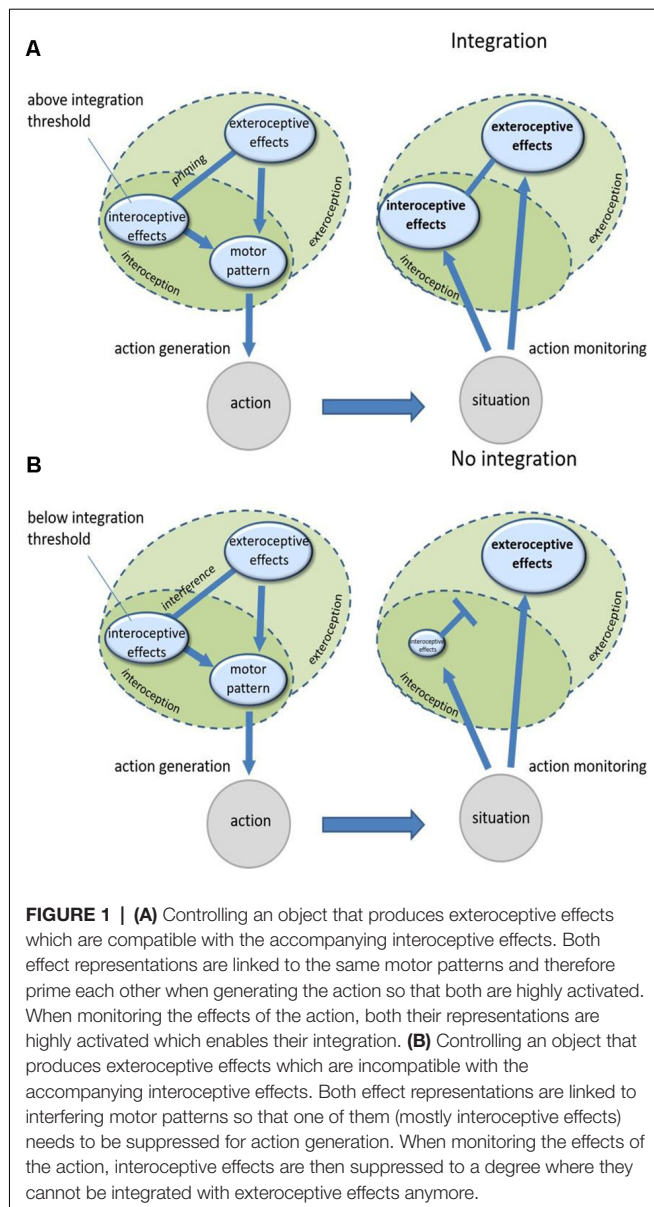 A
Integration
above integration
threshold
exteroceptive
effects
priming
interoceptive
effects
motor
pattern
interoception
exteroception
exteroceptive
effects
interoceptive
effects
interoception
exteroception
action generation
action monitoring
action
situation
B
No integration
below integration
threshold
exteroceptive
effects
interference
interoceptive
effects
motor
pattern
interoception
exteroception
exteroceptive
effects
interoceptive
effects
interoception
exteroception
action generation
action monitoring
action
situation
FIGURE 1 | (A) Controlling an object that produces exteroceptive effects
which are compatible with the accompanying interoceptive effects. Both
effect representations are linked to the same motor patterns and therefore
prime each other when generating the action so that both are highly activated.
When monitoring the effects of the action, both their representations are
highly activated which enables their integration. (B) Controlling an object that
produces exteroceptive effects which are incompatible with the
accompanying interoceptive effects. Both effect representations are linked to
interfering motor patterns so that one of them (mostly interoceptive effects)
needs to be suppressed for action generation. When monitoring the effects of
the action, interoceptive effects are then suppressed to a degree where they
cannot be integrated with exteroceptive effects anymore.